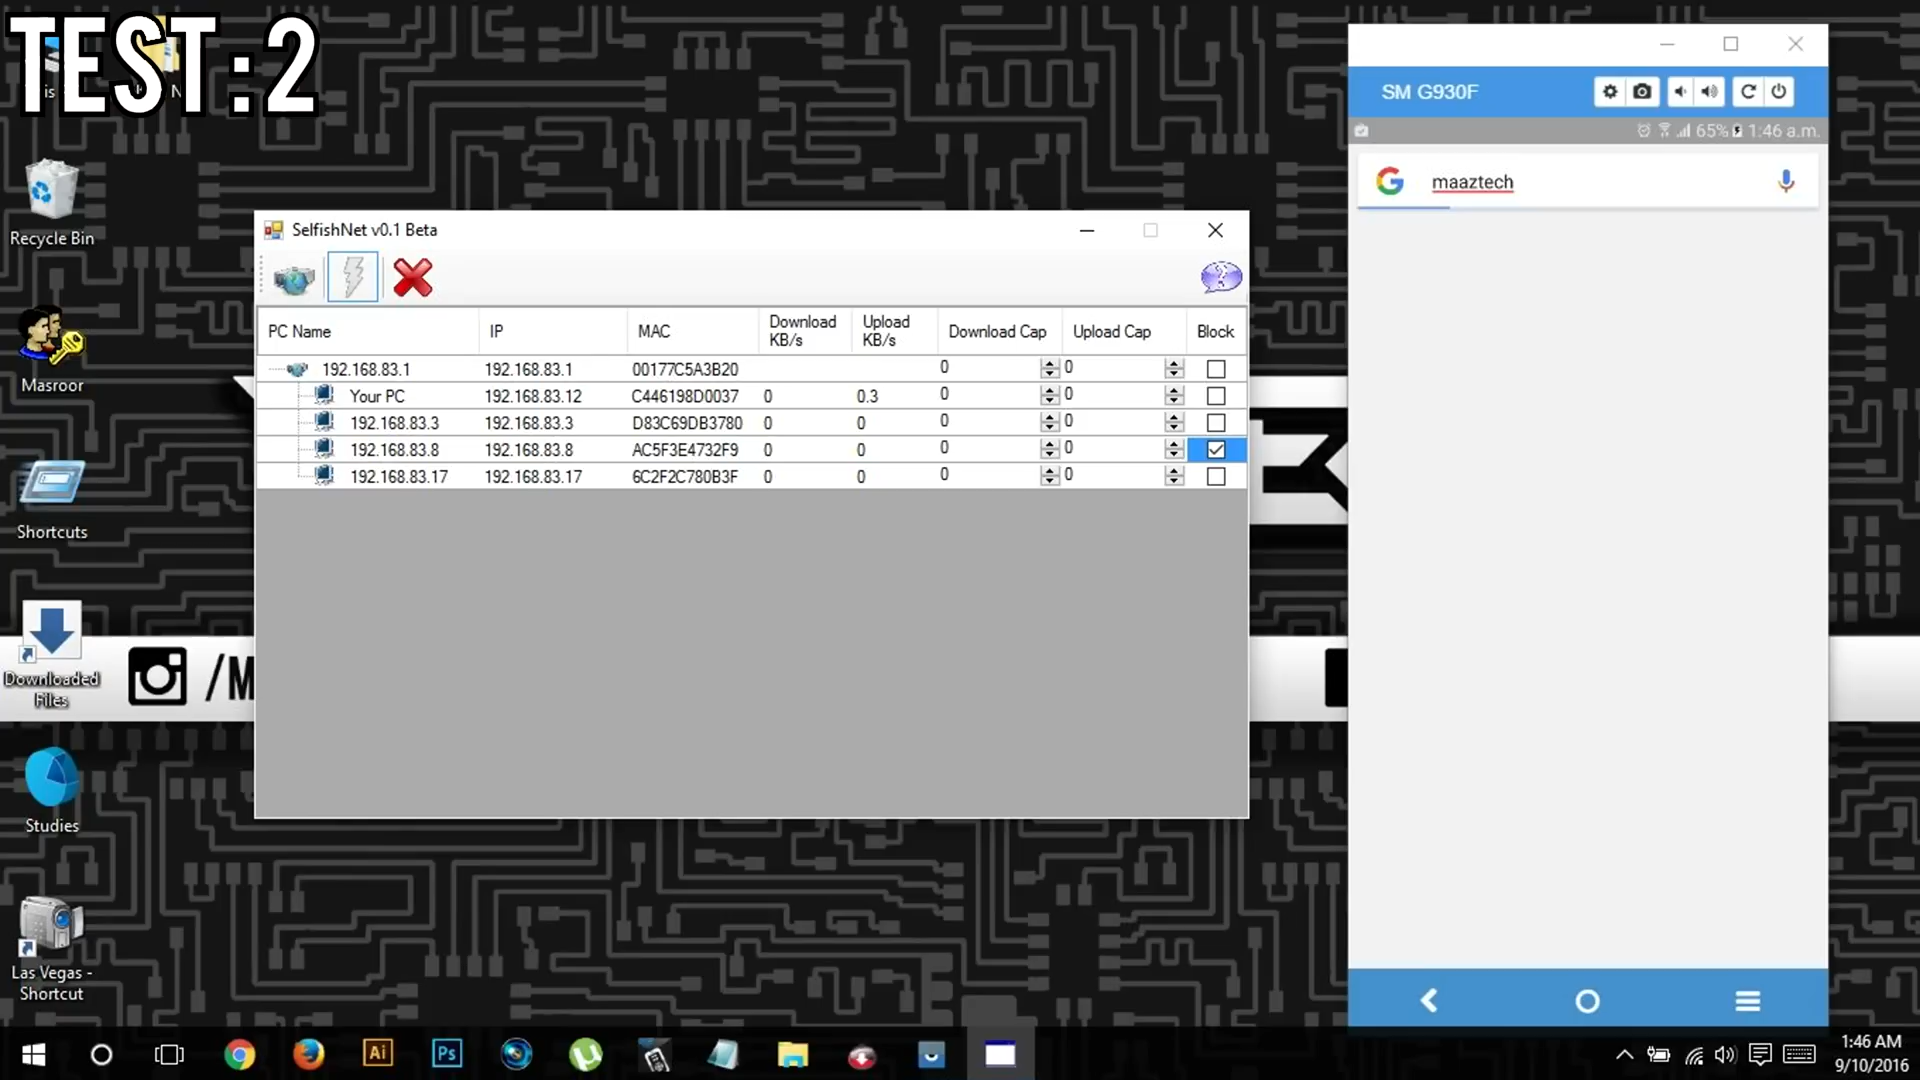 TEST:2
Recycle Bin
Masroor
Shortcuts
Downloaded
Files
/M
Studies
Las Vegas -
Shortcut
SelfishNet v0.1 Beta
PC Name IP MAC Download KB/s Upload KB/s Download Cap Upload Cap Block
192.168.83.1 192.168.83.1 00177C5A3B20 0 0
Your PC 192.168.83.12 C446198D0037 0 0.3 0 0
192.168.83.3 192.168.83.3 D83C69DB3780 0 0 0 0
192.168.83.8 192.168.83.8 AC5F3E4732F9 0 0 0 0
192.168.83.17 192.168.83.17 6C2F2C780B3F 0 0 0 0
SM G930F
65% 1:46 a.m.
maaztech
Ai
Ps
1:46 AM
9/10/2016